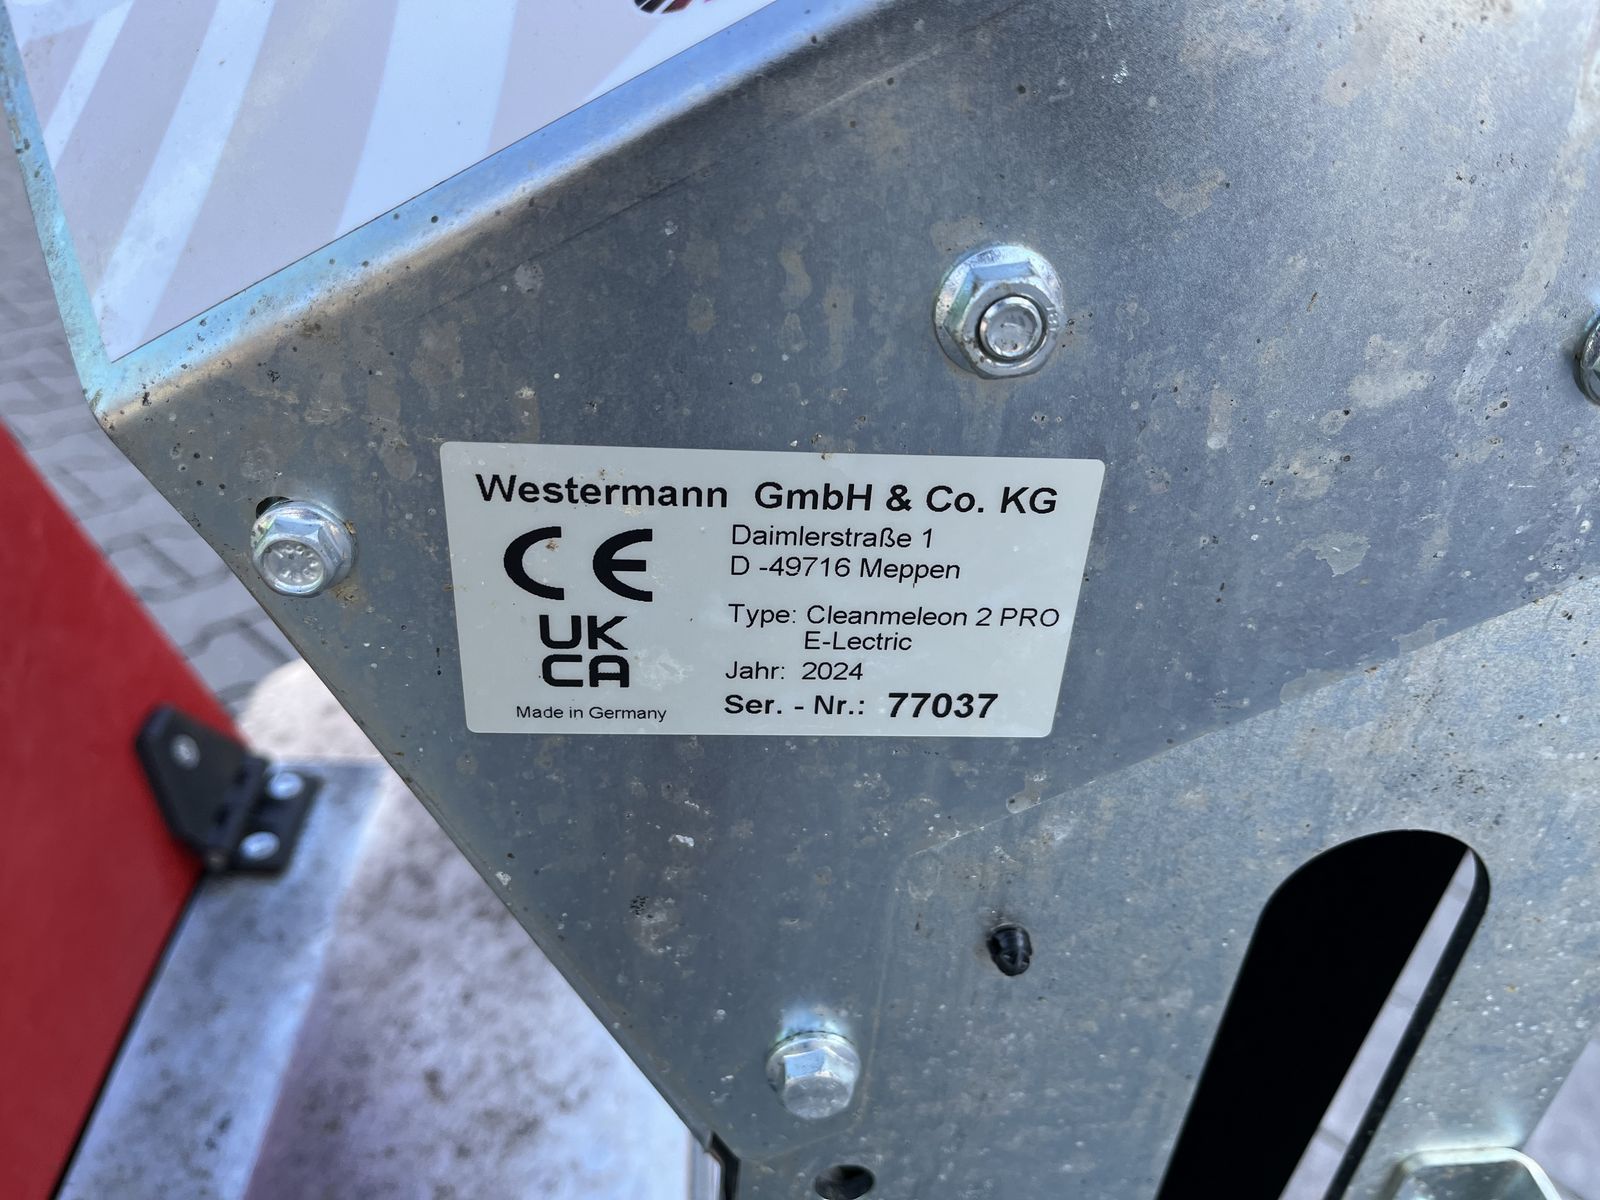 Westermann GmbH & Co. KG
Daimlerstraße 1
D -49716 Meppen
CE
UK
CA
Type: Cleanmeleon 2 PRO
E-Lectric
Jahr: 2024
Ser. - Nr.: 77037
Made in Germany